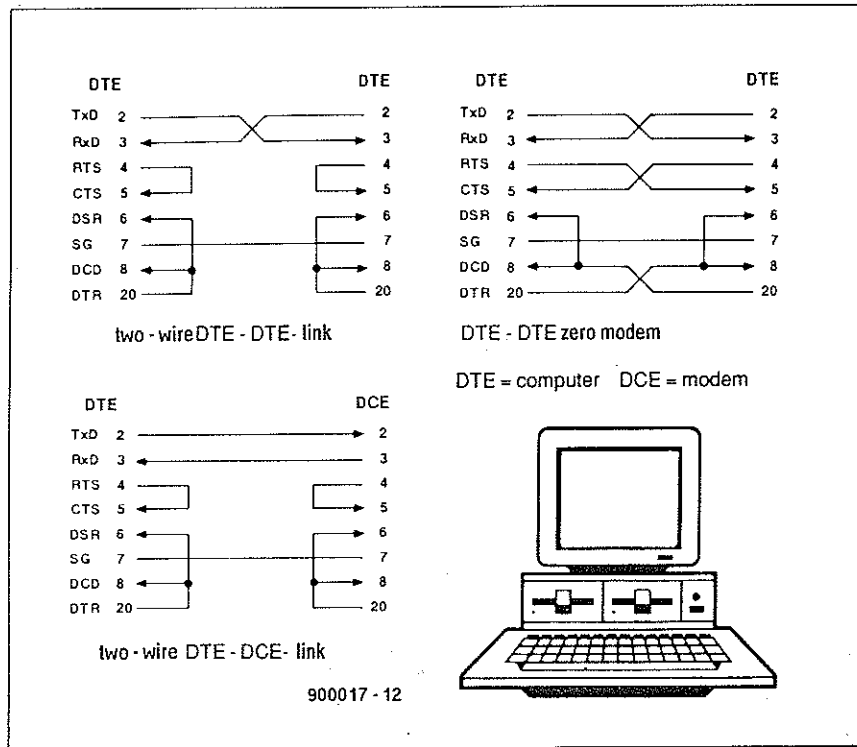 DTE DTE
TxD 2 2
RxD 3 3
RTS 4 4
CTS 5 5
DSR 6 6
SG 7 7
DCD 8 8
DTR 20 20
two-wire DTE - DTE- link
DTE DTE
TxD 2 2
RxD 3 3
RTS 4 4
CTS 5 5
DSR 6 6
SG 7 7
DCD 8 8
DTR 20 20
DTE - DTE zero modem
DTE = computer DCE = modem
DTE DCE
TxD 2 2
RxD 3 3
RTS 4 4
CTS 5 5
DSR 6 6
SG 7 7
DCD 8 8
DTR 20 20
two-wire DTE - DCE- link
900017 - 12